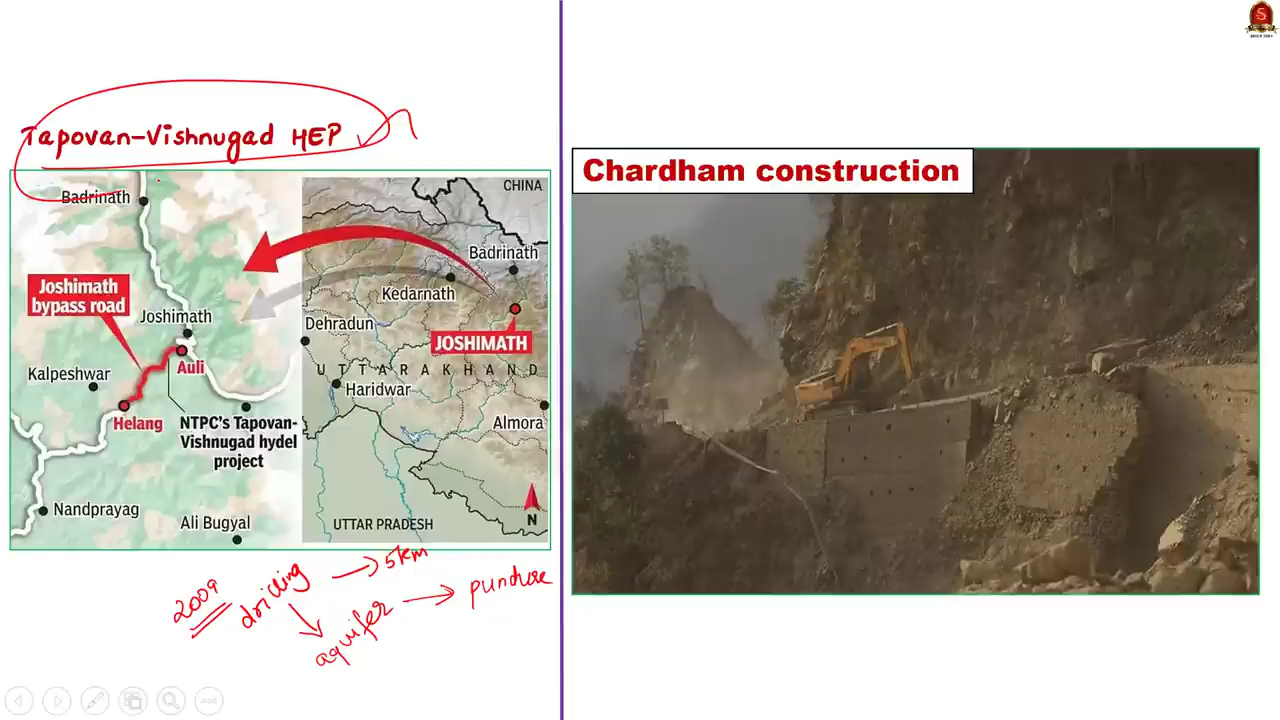 Tapovan-Vishnugad HEP
Badrinath
Joshimath
bypass road
Joshimath
Auli
Kalpeshwar
Helang
NTPC's Tapovan-
Vishnugad hydel
project
Nandprayag
Ali Bugyal
CHINA
Badrinath
Kedarnath
Dehradun
JOSHIMATH
UTTARAKHAND
Haridwar
Almora
UTTAR PRADESH
N
2009
drilling
5km
aquifer
Chardham construction